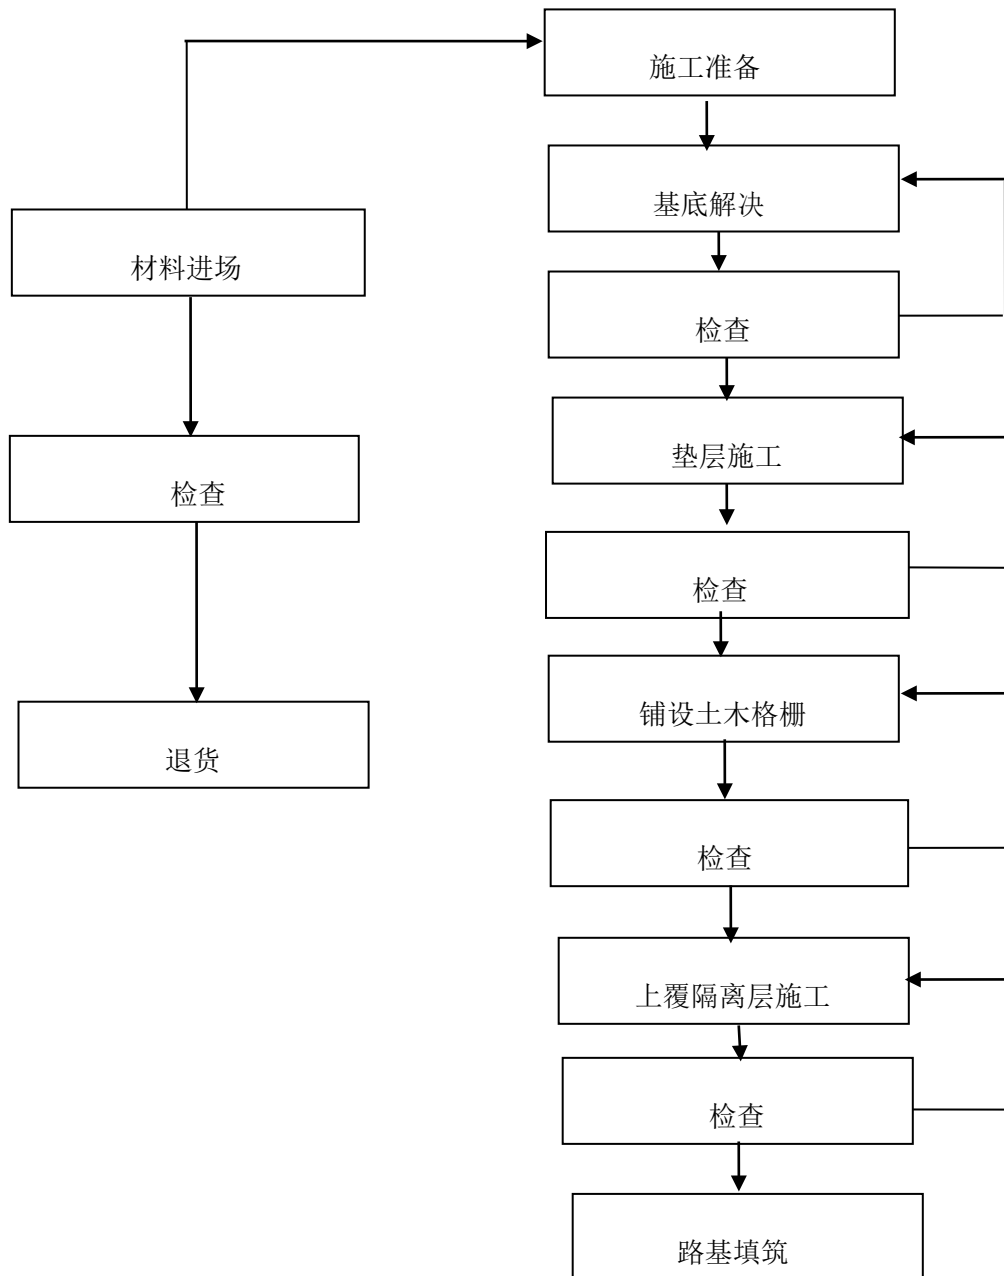 施工准备
基底解决
材料进场
检查
垫层施工
检查
检查
铺设土木格栅
退货
检查
上覆隔离层施工
检查
路基填筑